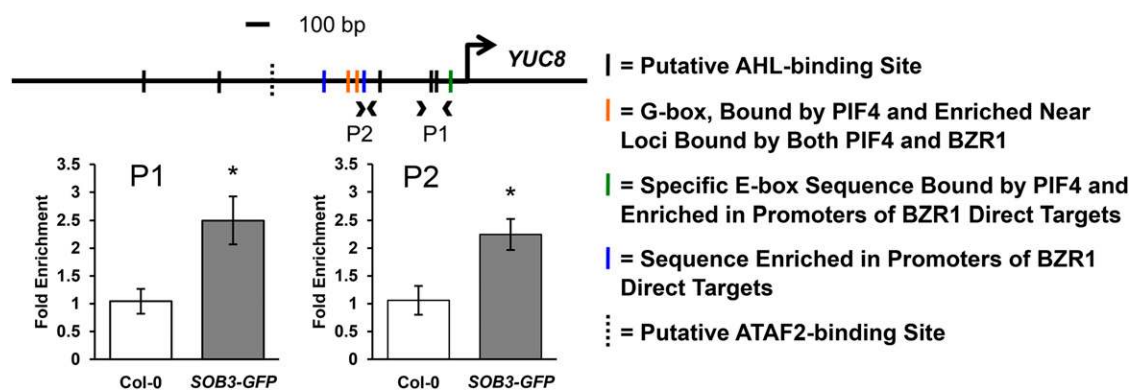 100 bp
YUC8
P2
P1
= Putative AHL-binding Site
= G-box, Bound by PIF4 and Enriched Near
Loci Bound by Both PIF4 and BZR1
= Specific E-box Sequence Bound by PIF4 and
Enriched in Promoters of BZR1 Direct Targets
= Sequence Enriched in Promoters of BZR1
Direct Targets
= Putative ATAF2-binding Site
P1
Fold Enrichment
3.5
3
2.5
2
1.5
1
0.5
0
*
Col-0 SOB3-GFP
P2
Fold Enrichment
3.5
3
2.5
2
1.5
1
0.5
0
*
Col-0 SOB3-GFP